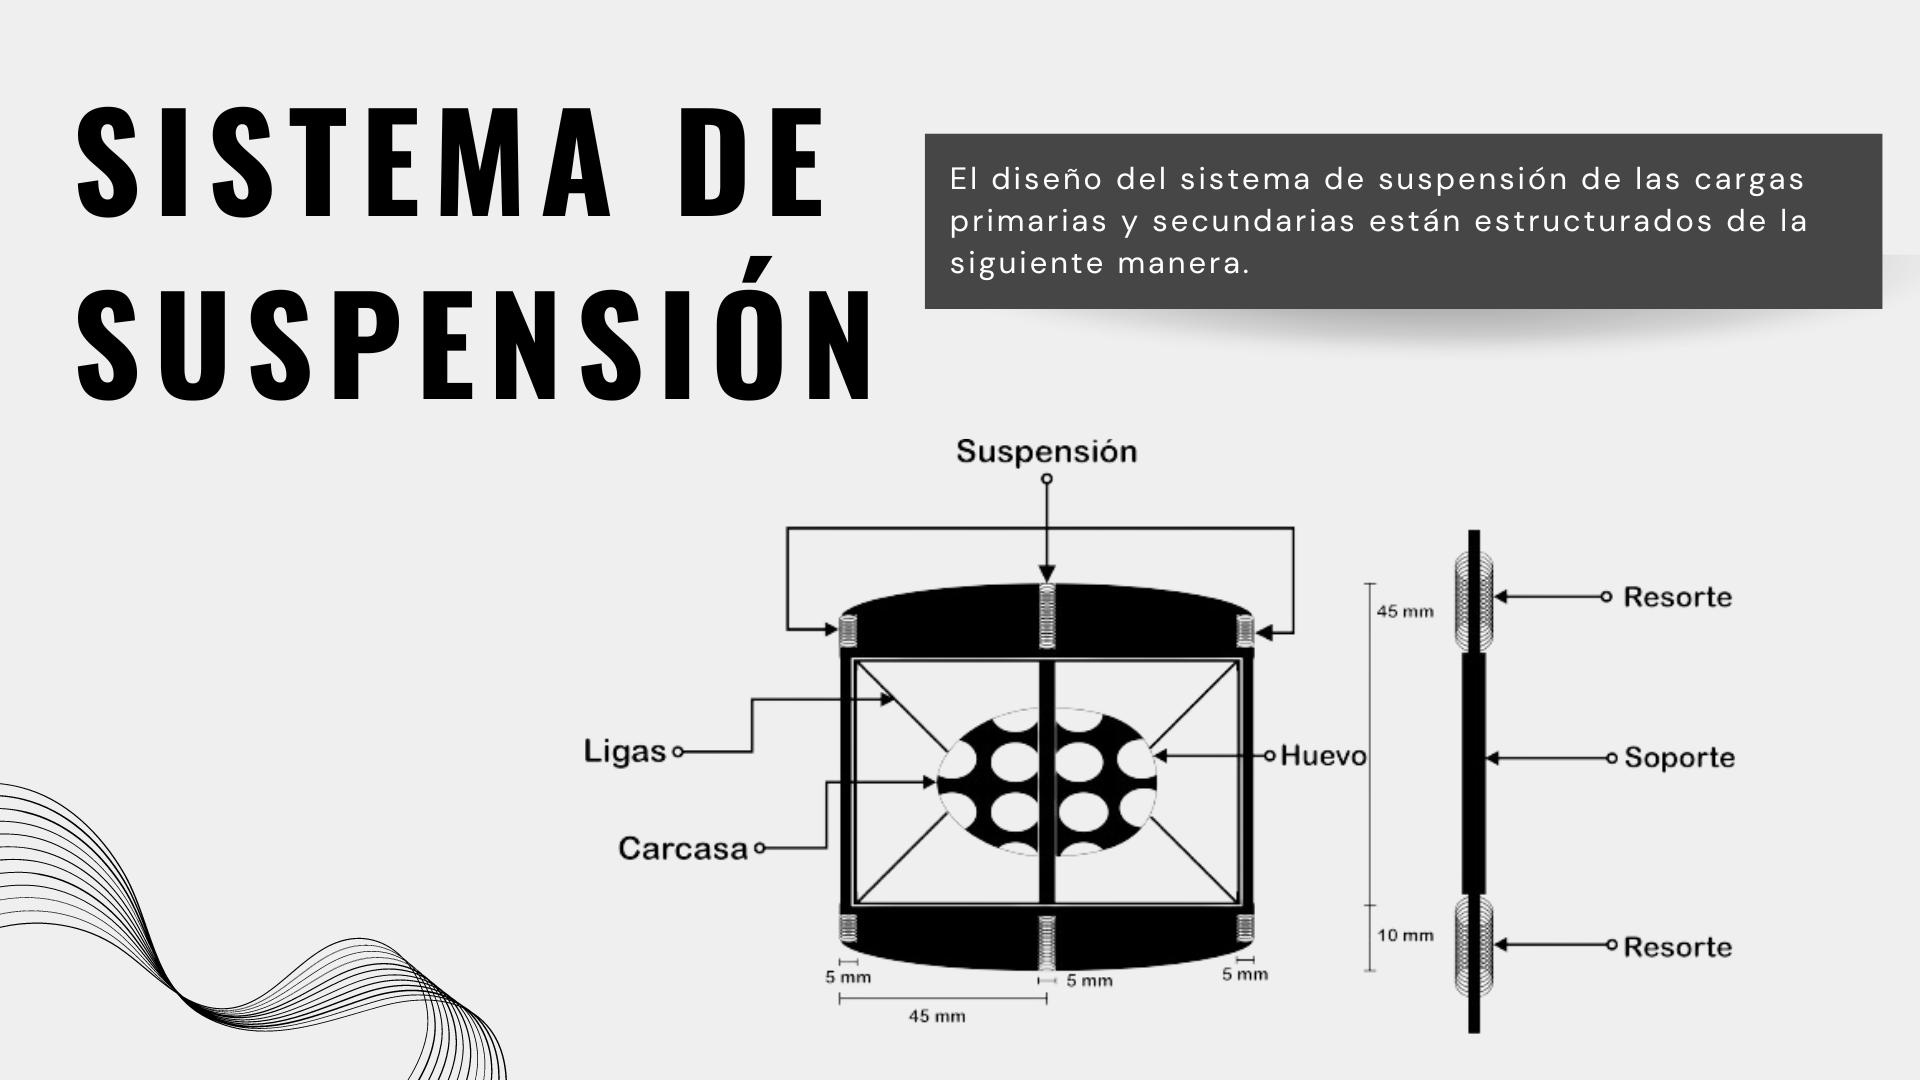 SISTEMA DE
SUSPENSIÓN
El diseño del sistema de suspensión de las cargas
primarias y secundarias están estructurados de la
siguiente manera.
Suspensión
Resorte
45 mm
Ligas
Huevo
Soporte
Carcasa
10 mm
Resorte
5 mm
5 mm
5 mm
45 mm